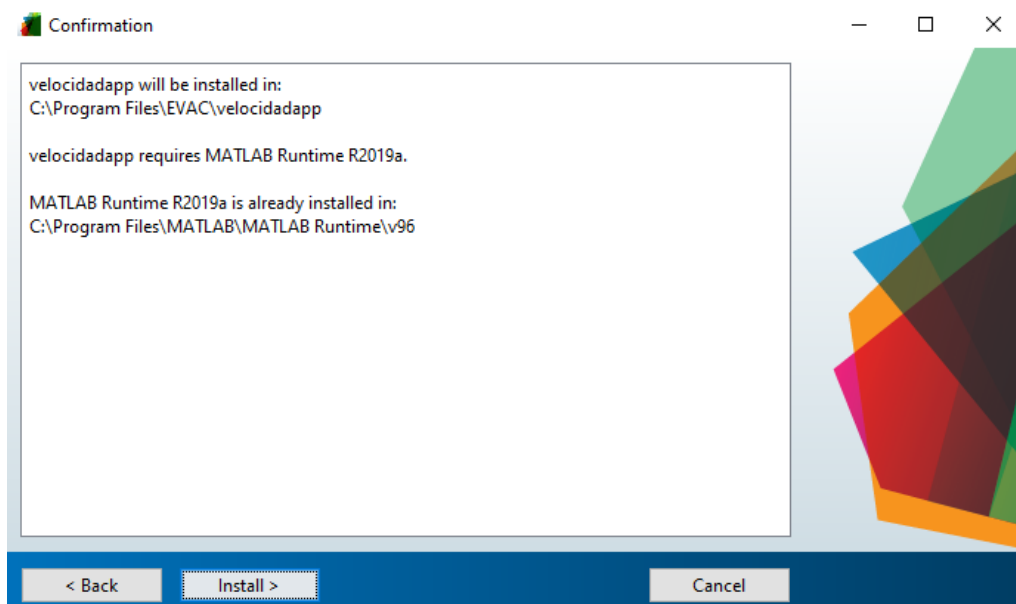 Confirmation
velocidadapp will be installed in:
C:\Program Files\EVAC\velocidadapp
velocidadapp requires MATLAB Runtime R2019a.
MATLAB Runtime R2019a is already installed in:
C:\Program Files\MATLAB\MATLAB Runtime\v96
< Back
Install >
Cancel